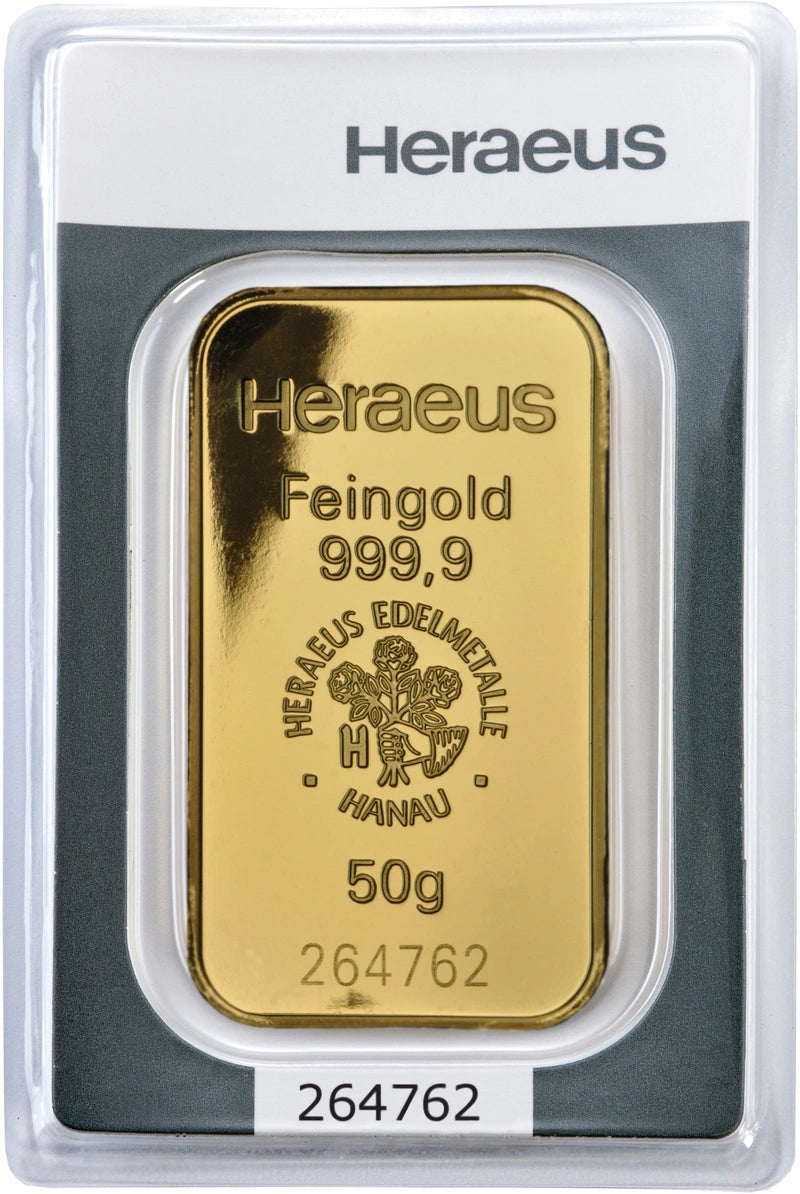 Heraeus
Heraeus
Feingold
999,9
HERAEUS EDELMETALLE
H
HANAU
50g
264762
264762